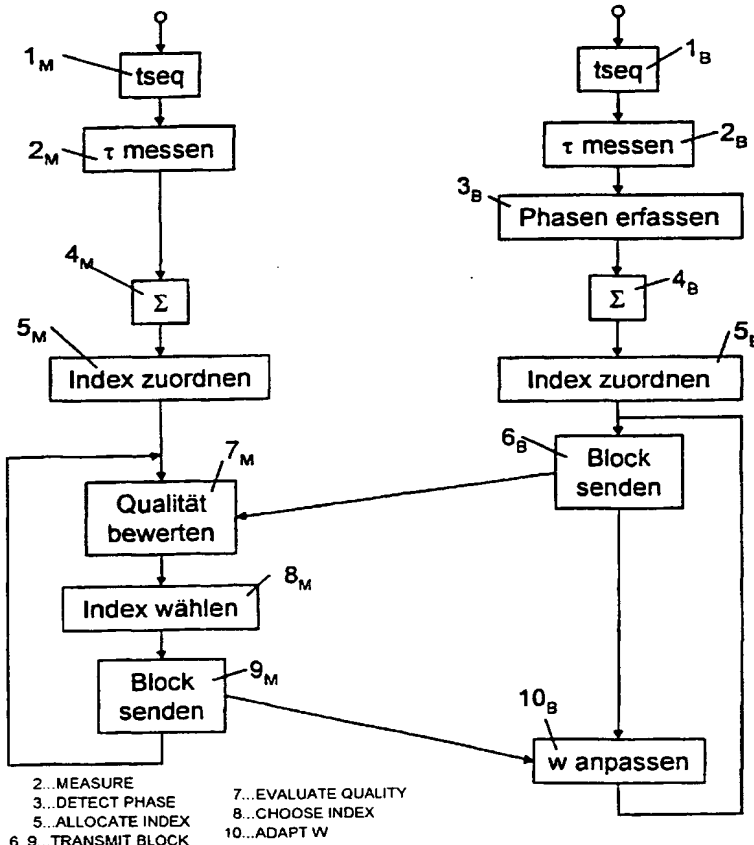 1M
tseq
2M
τ messen
4M
Σ
5M
Index zuordnen
7M
Qualität
bewerten
8M
Index wählen
9M
Block
senden
1B
tseq
2B
τ messen
3B
Phasen erfassen
4B
Σ
5B
Index zuordnen
6B
Block
senden
10B
w anpassen
2...MEASURE
3...DETECT PHASE
5...ALLOCATE INDEX
6, 9...TRANSMIT BLOCK
7...EVALUATE QUALITY
8...CHOOSE INDEX
10...ADAPT W